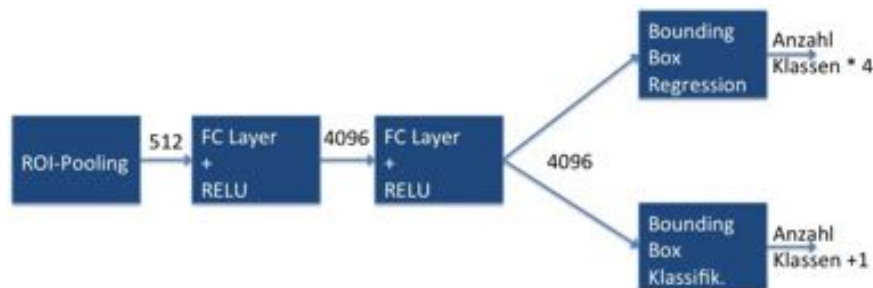 ROI-Pooling
512
FC Layer
+
RELU
4096
FC Layer
+
RELU
4096
Bounding
Box
Regression
Anzahl
Klassen * 4
Bounding
Box
Klassifik.
Anzahl
Klassen +1